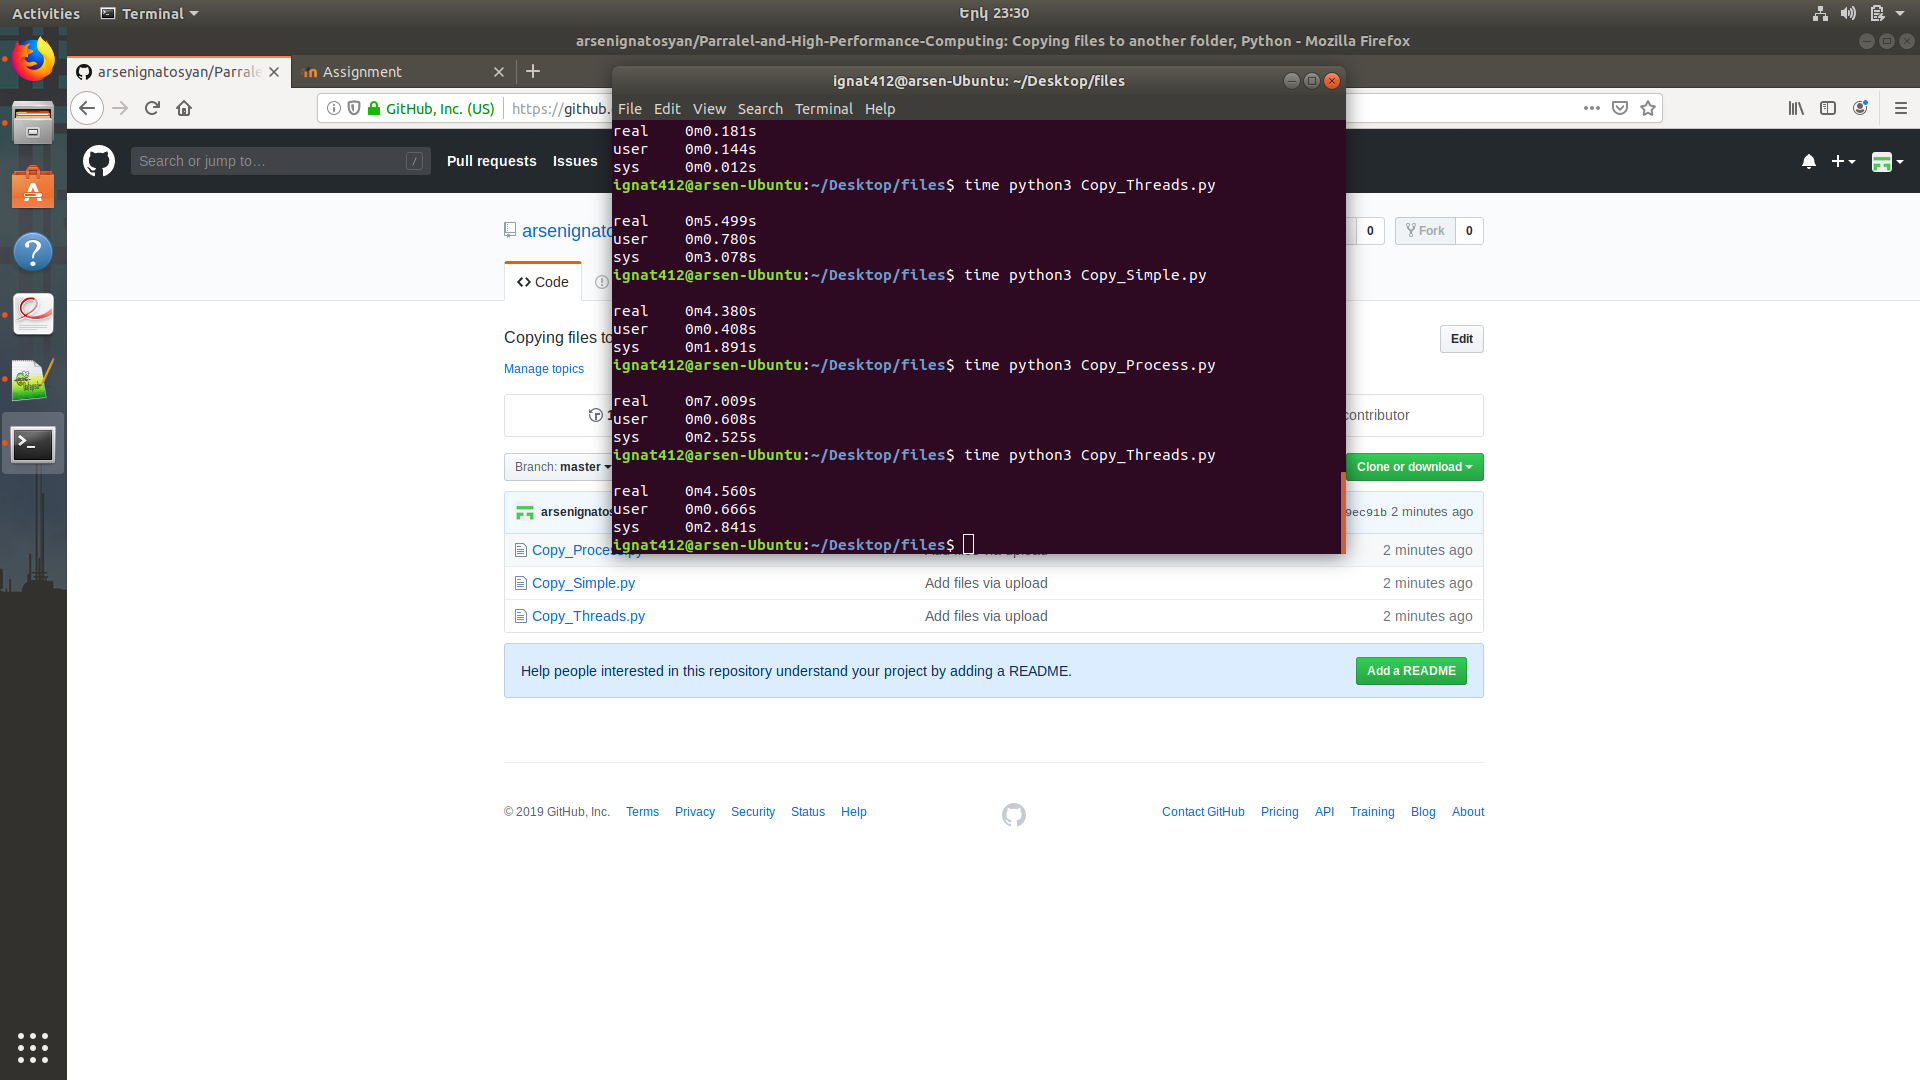 Activities
Terminal
Երկ 23:30
arsenignatosyan/Parralel-and-High-Performance-Computing: Copying files to another folder, Python - Mozilla Firefox
arsenignatosyan/Parrale
Assignment
GitHub, Inc. (US)
https://github.
Search or jump to…
/
Pull requests
Issues
arsenignato
0
Fork
0
Code
Copying files to
Edit
Manage topics
1
contributor
Branch: master
Clone or download
arsenignatos
9ec91b 2 minutes ago
Copy_Process.py
2 minutes ago
Copy_Simple.py
Add files via upload
2 minutes ago
Copy_Threads.py
Add files via upload
2 minutes ago
Help people interested in this repository understand your project by adding a README.
Add a README
© 2019 GitHub, Inc.
Terms
Privacy
Security
Status
Help
Contact GitHub
Pricing
API
Training
Blog
About
ignat412@arsen-Ubuntu: ~/Desktop/files
File Edit View Search Terminal Help
real 0m0.181s
user 0m0.144s
sys 0m0.012s
ignat412@arsen-Ubuntu:~/Desktop/files$ time python3 Copy_Threads.py
real 0m5.499s
user 0m0.780s
sys 0m3.078s
ignat412@arsen-Ubuntu:~/Desktop/files$ time python3 Copy_Simple.py
real 0m4.380s
user 0m0.408s
sys 0m1.891s
ignat412@arsen-Ubuntu:~/Desktop/files$ time python3 Copy_Process.py
real 0m7.009s
user 0m0.608s
sys 0m2.525s
ignat412@arsen-Ubuntu:~/Desktop/files$ time python3 Copy_Threads.py
real 0m4.560s
user 0m0.666s
sys 0m2.841s
ignat412@arsen-Ubuntu:~/Desktop/files$